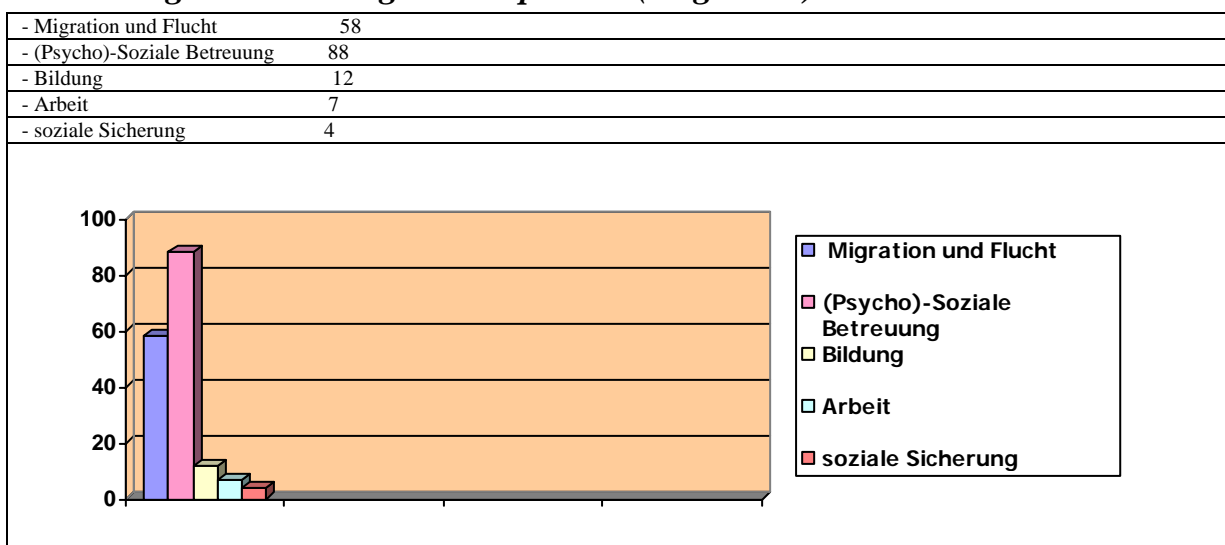 - Migration und Flucht 58
- (Psycho)-Soziale Betreuung 88
- Bildung 12
- Arbeit 7
- soziale Sicherung 4
100
80
60
40
20
0
Migration und Flucht
(Psycho)-Soziale
Betreuung
Bildung
Arbeit
soziale Sicherung